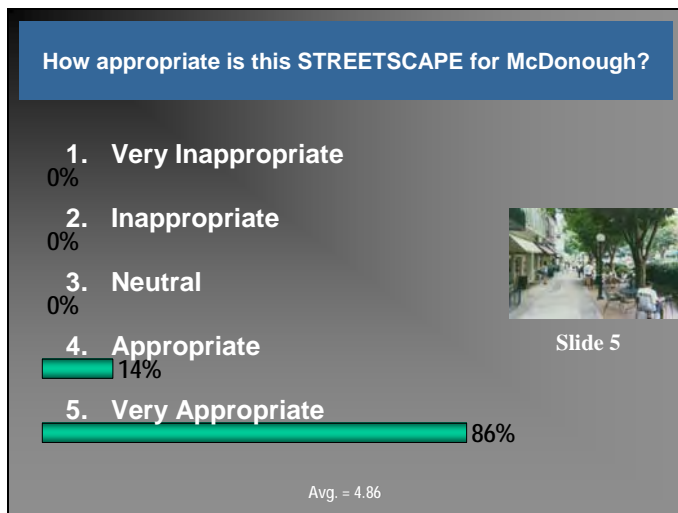 How appropriate is this STREETSCAPE for McDonough?
1. Very Inappropriate
0%
2. Inappropriate
0%
3. Neutral
0%
4. Appropriate
14%
5. Very Appropriate
86%
Slide 5
Avg. = 4.86